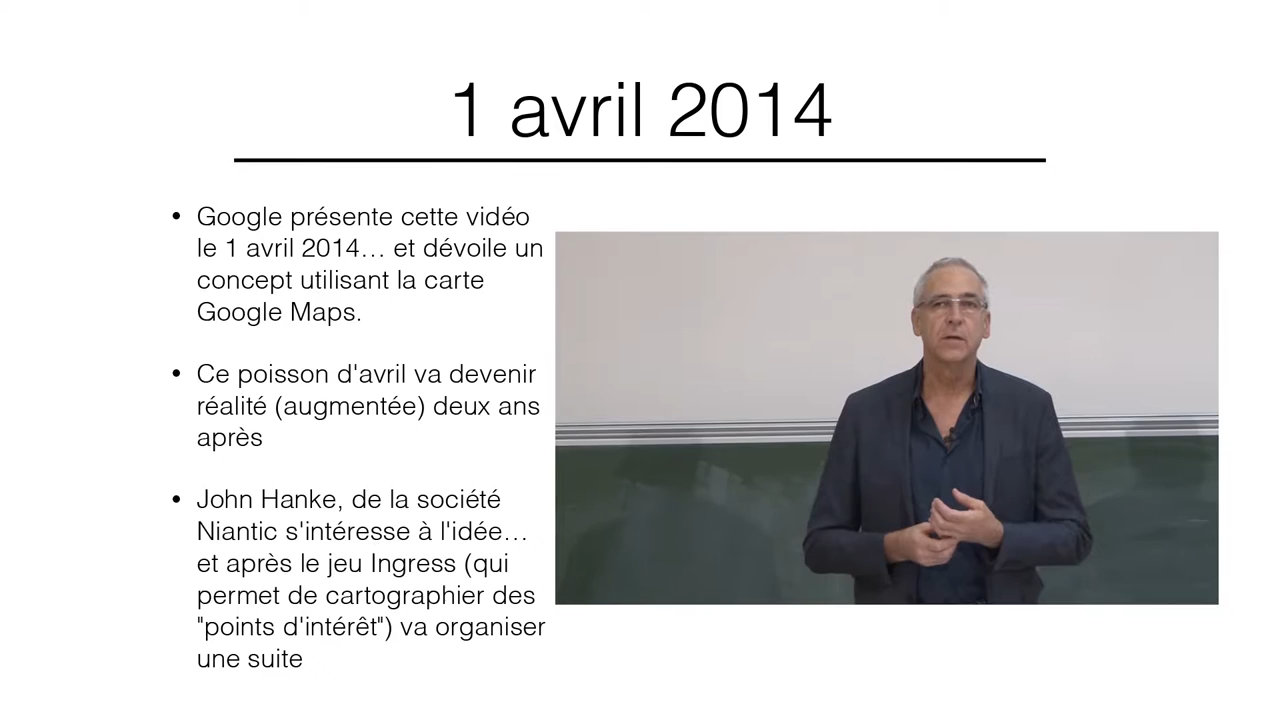 1 avril 2014
• Google présente cette vidéo
le 1 avril 2014… et dévoile un
concept utilisant la carte
Google Maps.
• Ce poisson d'avril va devenir
réalité (augmentée) deux ans
après
• John Hanke, de la société
Niantic s'intéresse à l'idée…
et après le jeu Ingress (qui
permet de cartographier des
"points d'intérêt") va organiser
une suite